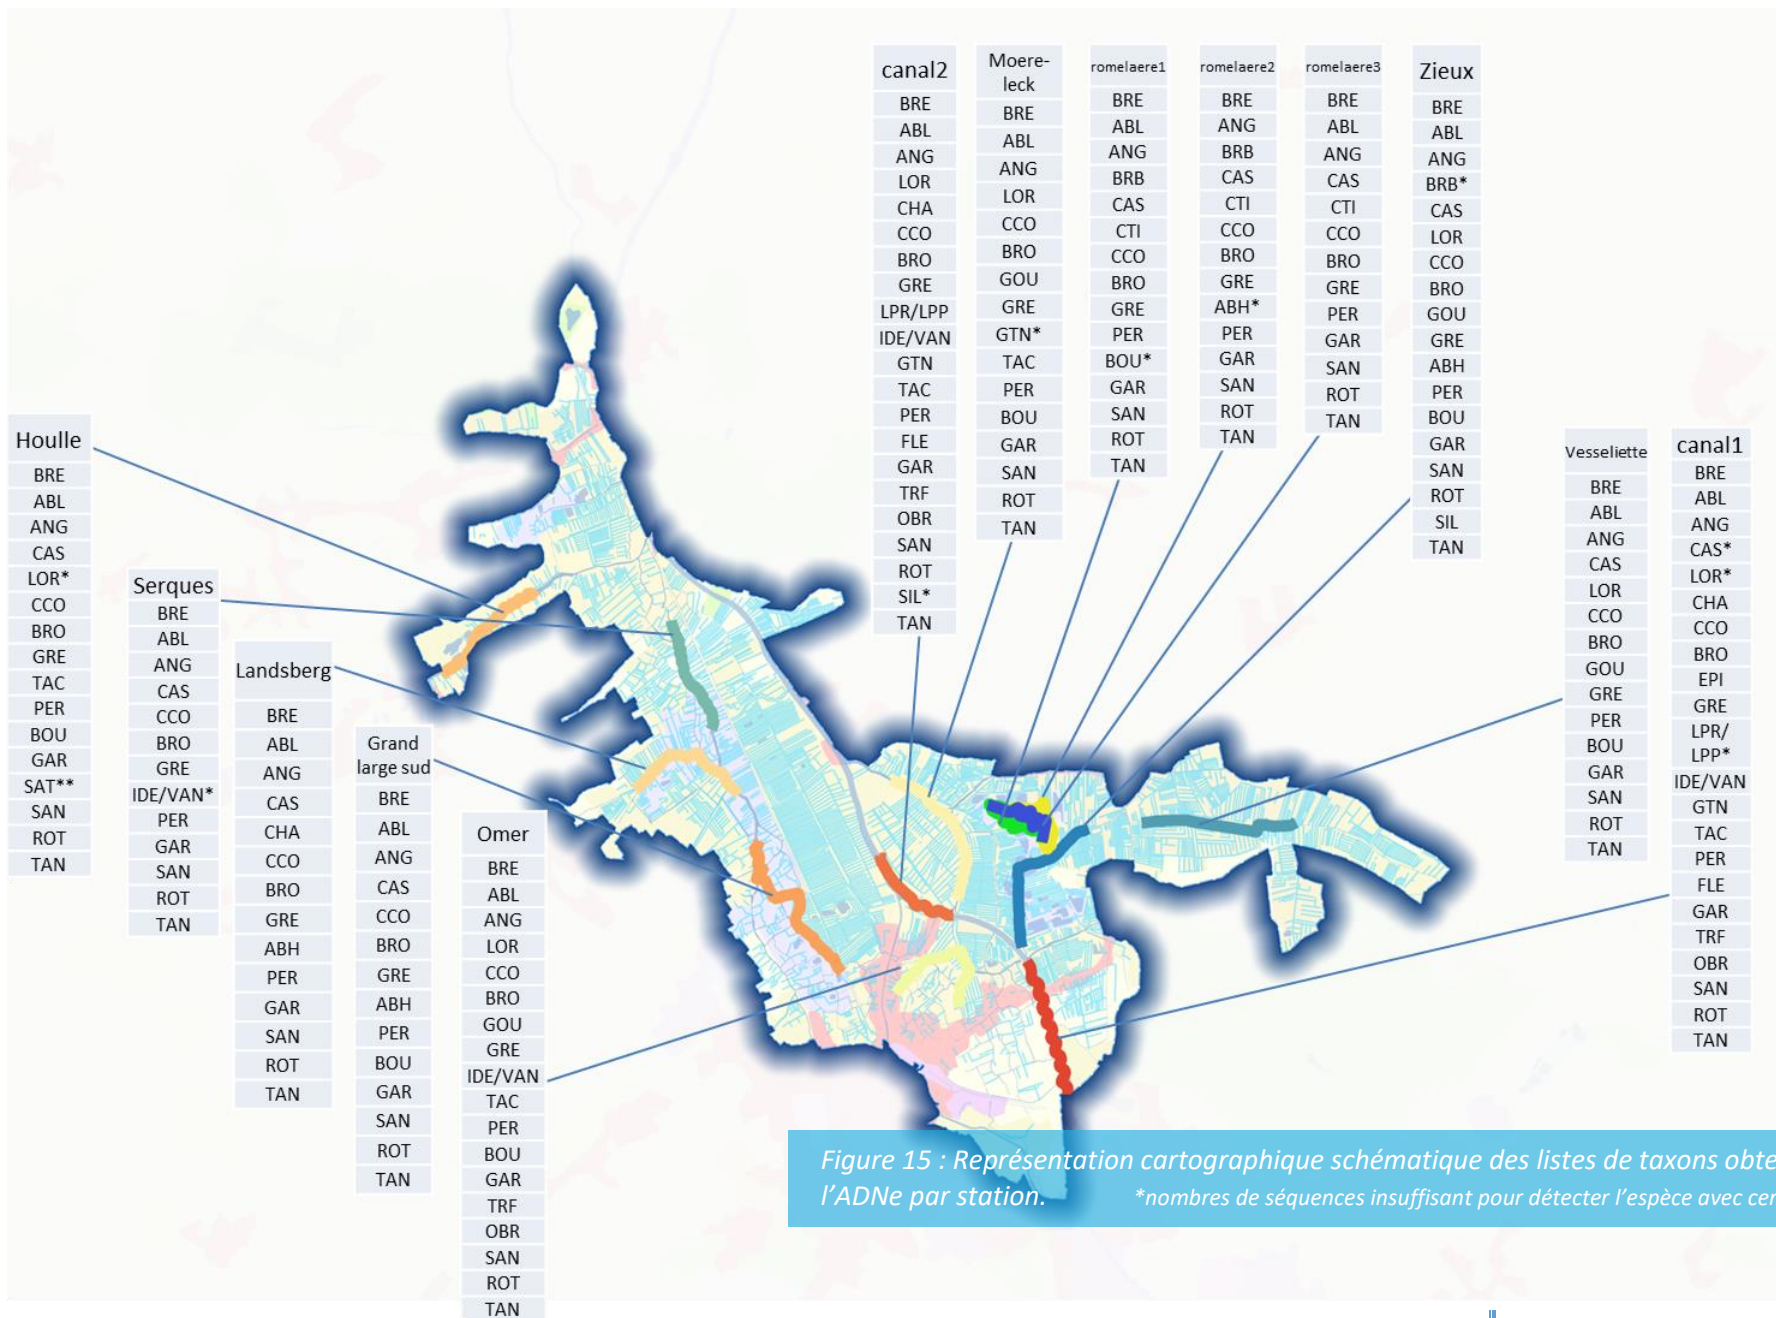 canal2
BRE
ABL
ANG
LOR
CHA
CCO
BRO
GRE
LPR/LPP
IDE/VAN
GTN
TAC
PER
FLE
GAR
TRF
OBR
SAN
ROT
SIL*
TAN
Moere-
leck
BRE
ABL
ANG
LOR
CCO
BRO
GOU
GRE
GTN*
TAC
PER
BOU
GAR
SAN
ROT
TAN
romelaere1
BRE
ABL
ANG
BRB
CAS
CTI
CCO
BRO
GRE
PER
BOU*
GAR
SAN
ROT
TAN
romelaere2
BRE
ANG
BRB
CAS
CTI
CCO
BRO
GRE
ABH*
PER
GAR
SAN
ROT
TAN
romelaere3
BRE
ABL
ANG
CAS
CTI
CCO
BRO
GRE
PER
GAR
SAN
ROT
TAN
Zieux
BRE
ABL
ANG
BRB*
CAS
LOR
CCO
BRO
GOU
GRE
ABH
PER
BOU
GAR
SAN
ROT
SIL
TAN
Houlle
BRE
ABL
ANG
CAS
LOR*
CCO
BRO
GRE
TAC
PER
BOU
GAR
SAT**
SAN
ROT
TAN
Serques
BRE
ABL
ANG
CAS
CCO
BRO
GRE
IDE/VAN*
PER
GAR
SAN
ROT
TAN
Landsberg
BRE
ABL
ANG
CAS
CHA
CCO
BRO
GRE
ABH
PER
GAR
SAN
ROT
TAN
Grand
large sud
BRE
ABL
ANG
CAS
CCO
BRO
GRE
ABH
PER
BOU
GAR
SAN
ROT
TAN
Omer
BRE
ABL
ANG
LOR
CCO
BRO
GOU
GRE
IDE/VAN
TAC
PER
BOU
GAR
TRF
OBR
SAN
ROT
TAN
Vesseliette
BRE
ABL
ANG
CAS
LOR
CCO
BRO
GOU
GRE
PER
BOU
GAR
SAN
ROT
TAN
canal1
BRE
ABL
ANG
CAS*
LOR*
CHA
CCO
BRO
EPI
GRE
LPR/
LPP*
IDE/VAN
GTN
TAC
PER
FLE
GAR
TRF
OBR
SAN
ROT
TAN
Figure 15 : Représentation cartographique schématique des listes de taxons obte
l'ADNe par station. *nombres de séquences insuffisant pour détecter l'espèce avec cer